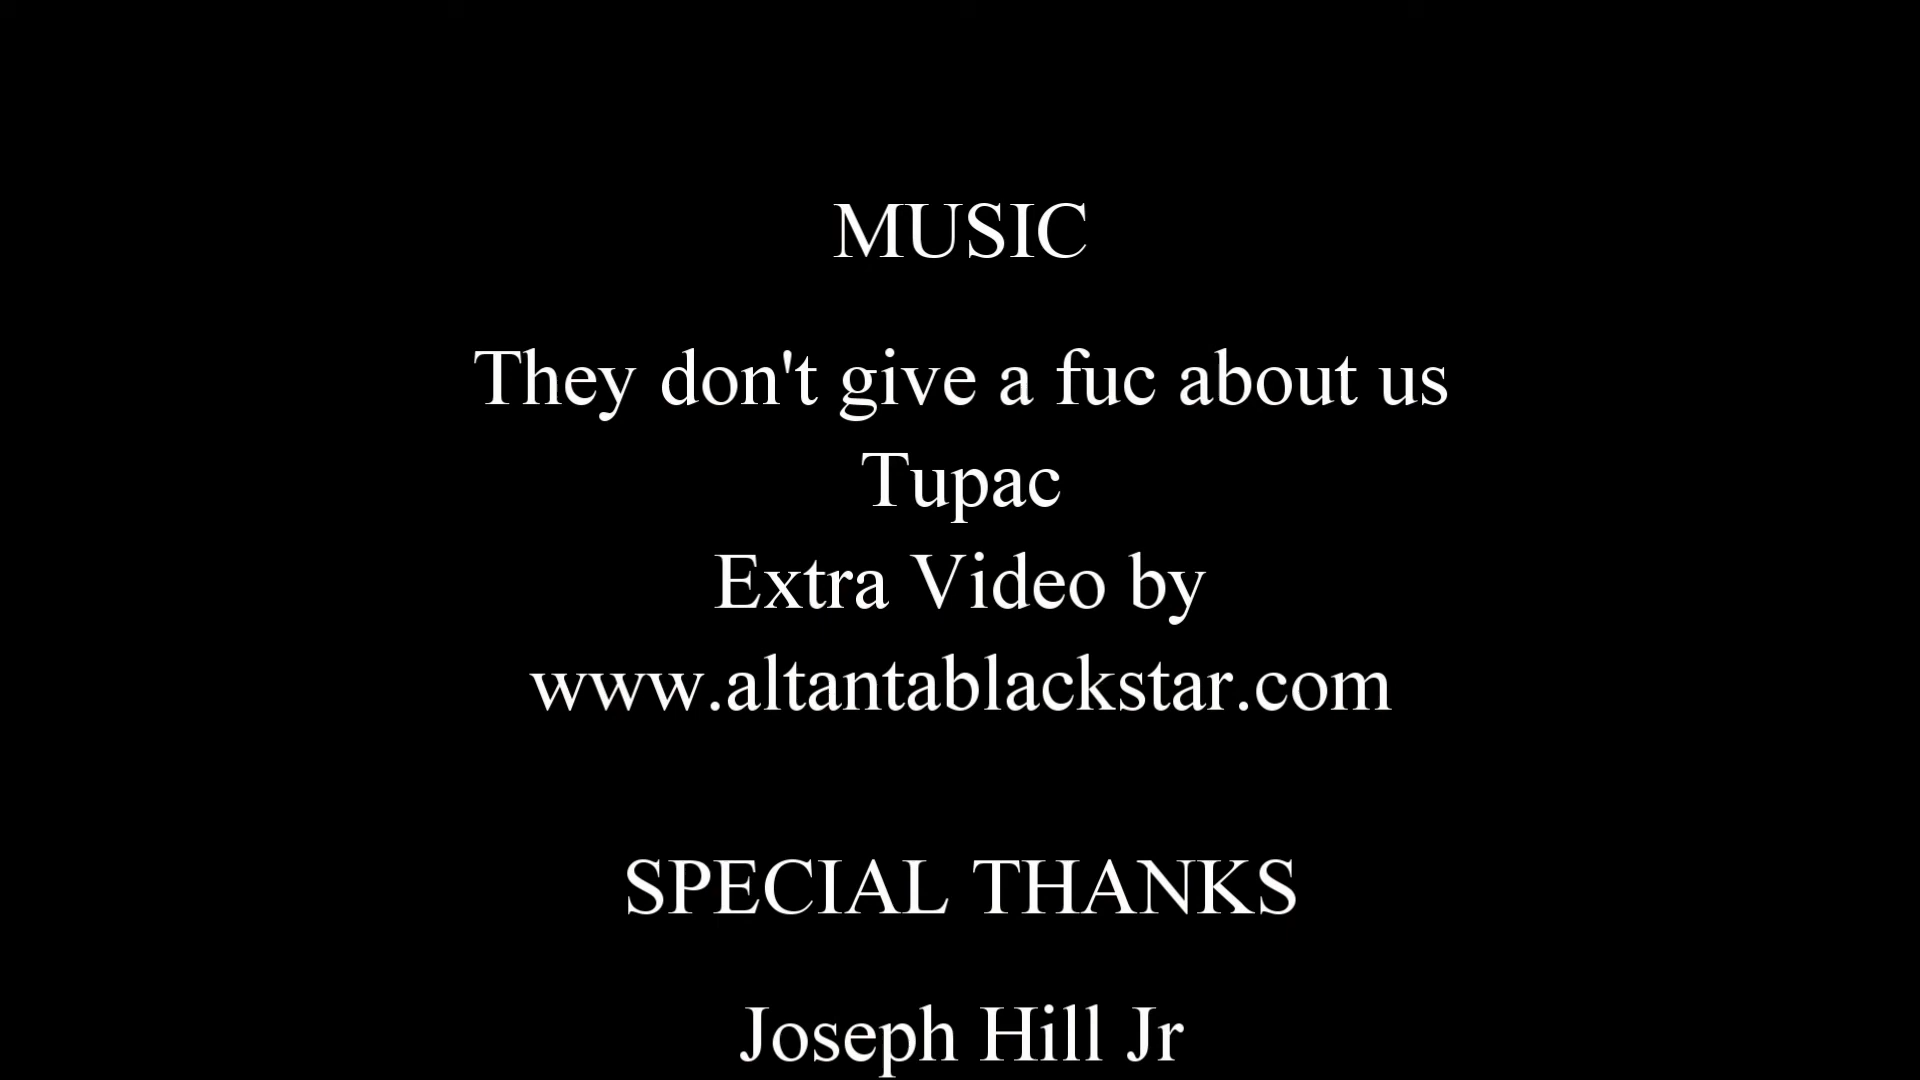 MUSIC
They don't give a fuc about us
Tupac
Extra Video by
www.altantablackstar.com
SPECIAL THANKS
Joseph Hill Jr